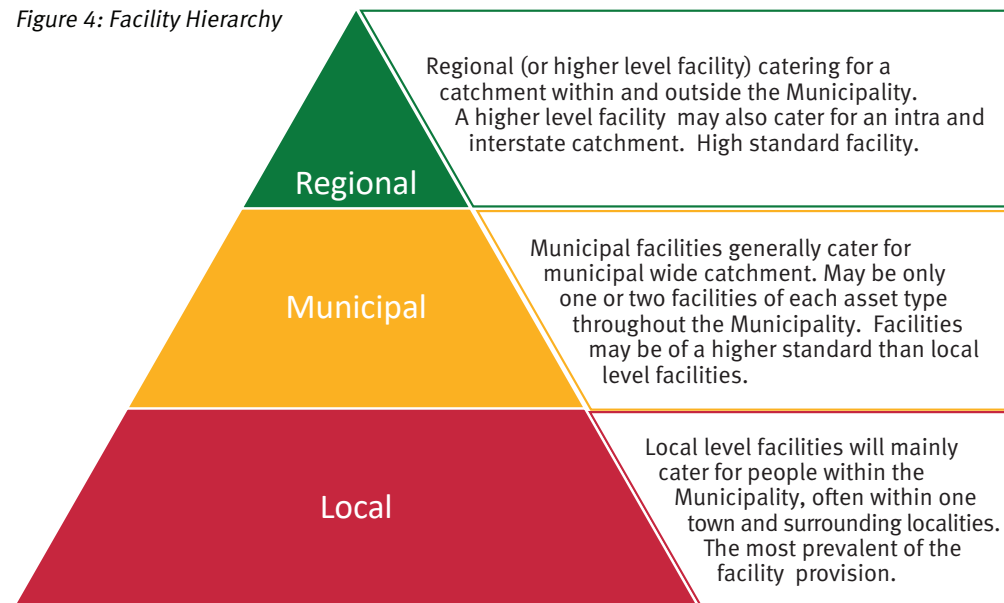 Figure 4: Facility Hierarchy
Regional (or higher level facility) catering for a
catchment within and outside the Municipality.
A higher level facility may also cater for an intra and
interstate catchment. High standard facility.
Regional
Municipal facilities generally cater for
municipal wide catchment. May be only
one or two facilities of each asset type
throughout the Municipality. Facilities
may be of a higher standard than local
level facilities.
Municipal
Local level facilities will mainly
cater for people within the
Municipality, often within one
town and surrounding localities.
The most prevalent of the
facility provision.
Local